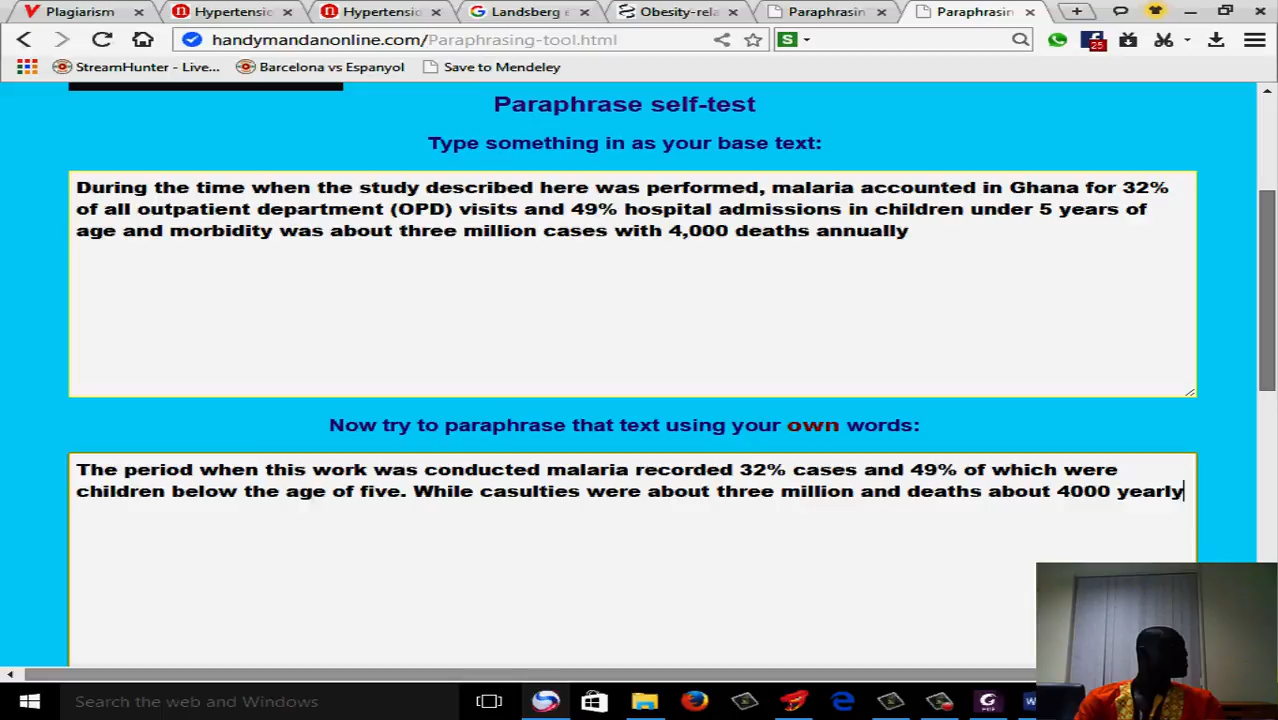 Plagiarism
Hypertensic
Hypertensic
Landsberg e
Obesity-rela
Paraphrasin
Paraphrasin
handymandanonline.com/Paraphrasing-tool.html
S
25
StreamHunter - Live...
Barcelona vs Espanyol
Save to Mendeley
Paraphrase self-test
Type something in as your base text:
During the time when the study described here was performed, malaria accounted in Ghana for 32%
of all outpatient department (OPD) visits and 49% hospital admissions in children under 5 years of
age and morbidity was about three million cases with 4,000 deaths annually
Now try to paraphrase that text using your own words:
The period when this work was conducted malaria recorded 32% cases and 49% of which were
children below the age of five. While casulties were about three million and deaths about 4000 yearly
Search the web and Windows